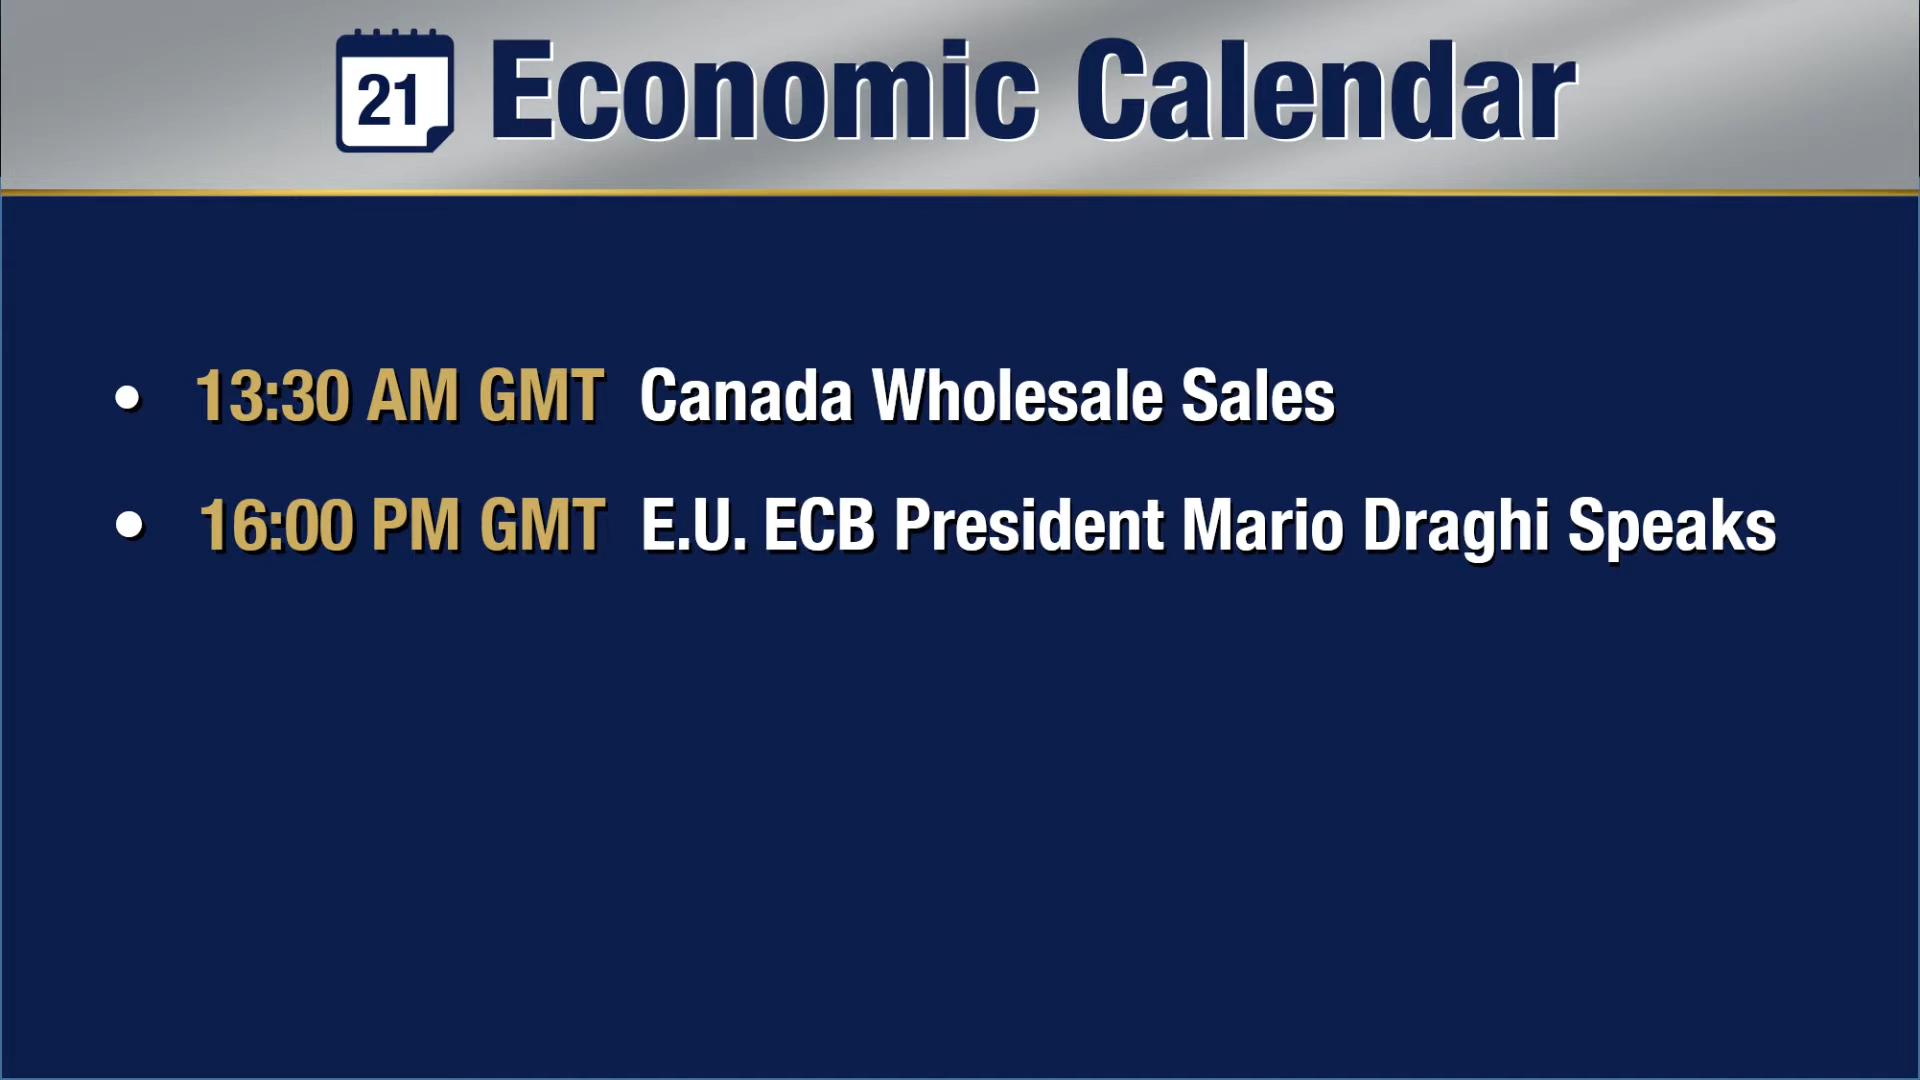 21 Economic Calendar
• 13:30 AM GMT Canada Wholesale Sales
• 16:00 PM GMT E.U. ECB President Mario Draghi Speaks